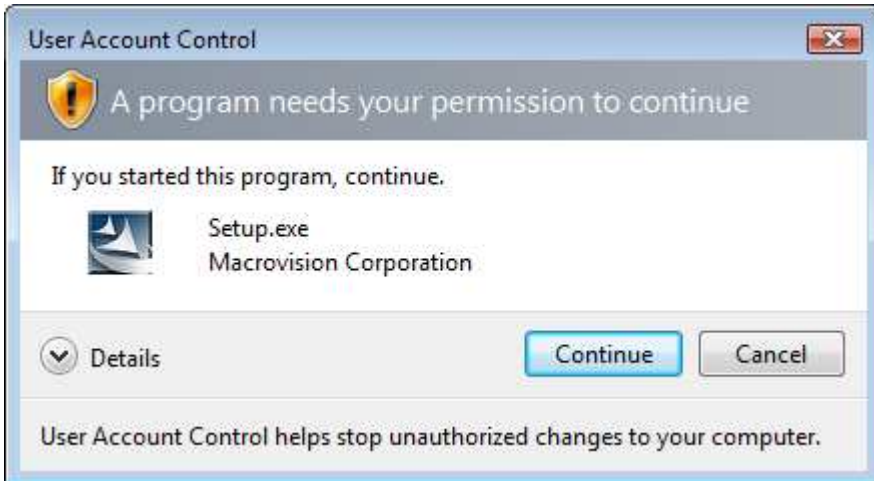 User Account Control
A program needs your permission to continue
If you started this program, continue.
Setup.exe
Macrovision Corporation
Details
Continue
Cancel
User Account Control helps stop unauthorized changes to your computer.